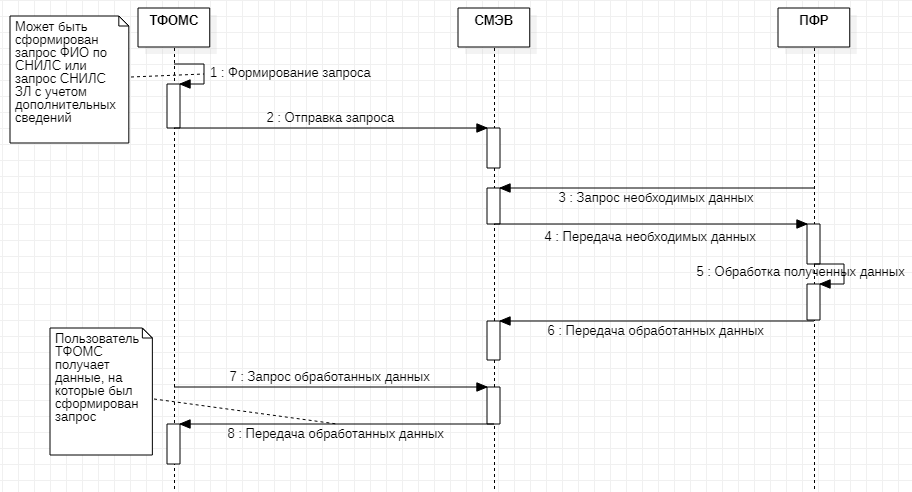 ТФОМС
СМЭВ
ПФР
Может быть
сформирован
запрос ФИО по
СНИЛС или
запрос СНИЛС
ЗЛ с учетом
дополнительных
сведений
1 : Формирование запроса
2 : Отправка запроса
3 : Запрос необходимых данных
4 : Передача необходимых данных
5 : Обработка полученных данных
6 : Передача обработанных данных
Пользователь
ТФОМС
получает
данные, на
которые был
сформирован
запрос
7 : Запрос обработанных данных
8 : Передача обработанных данных